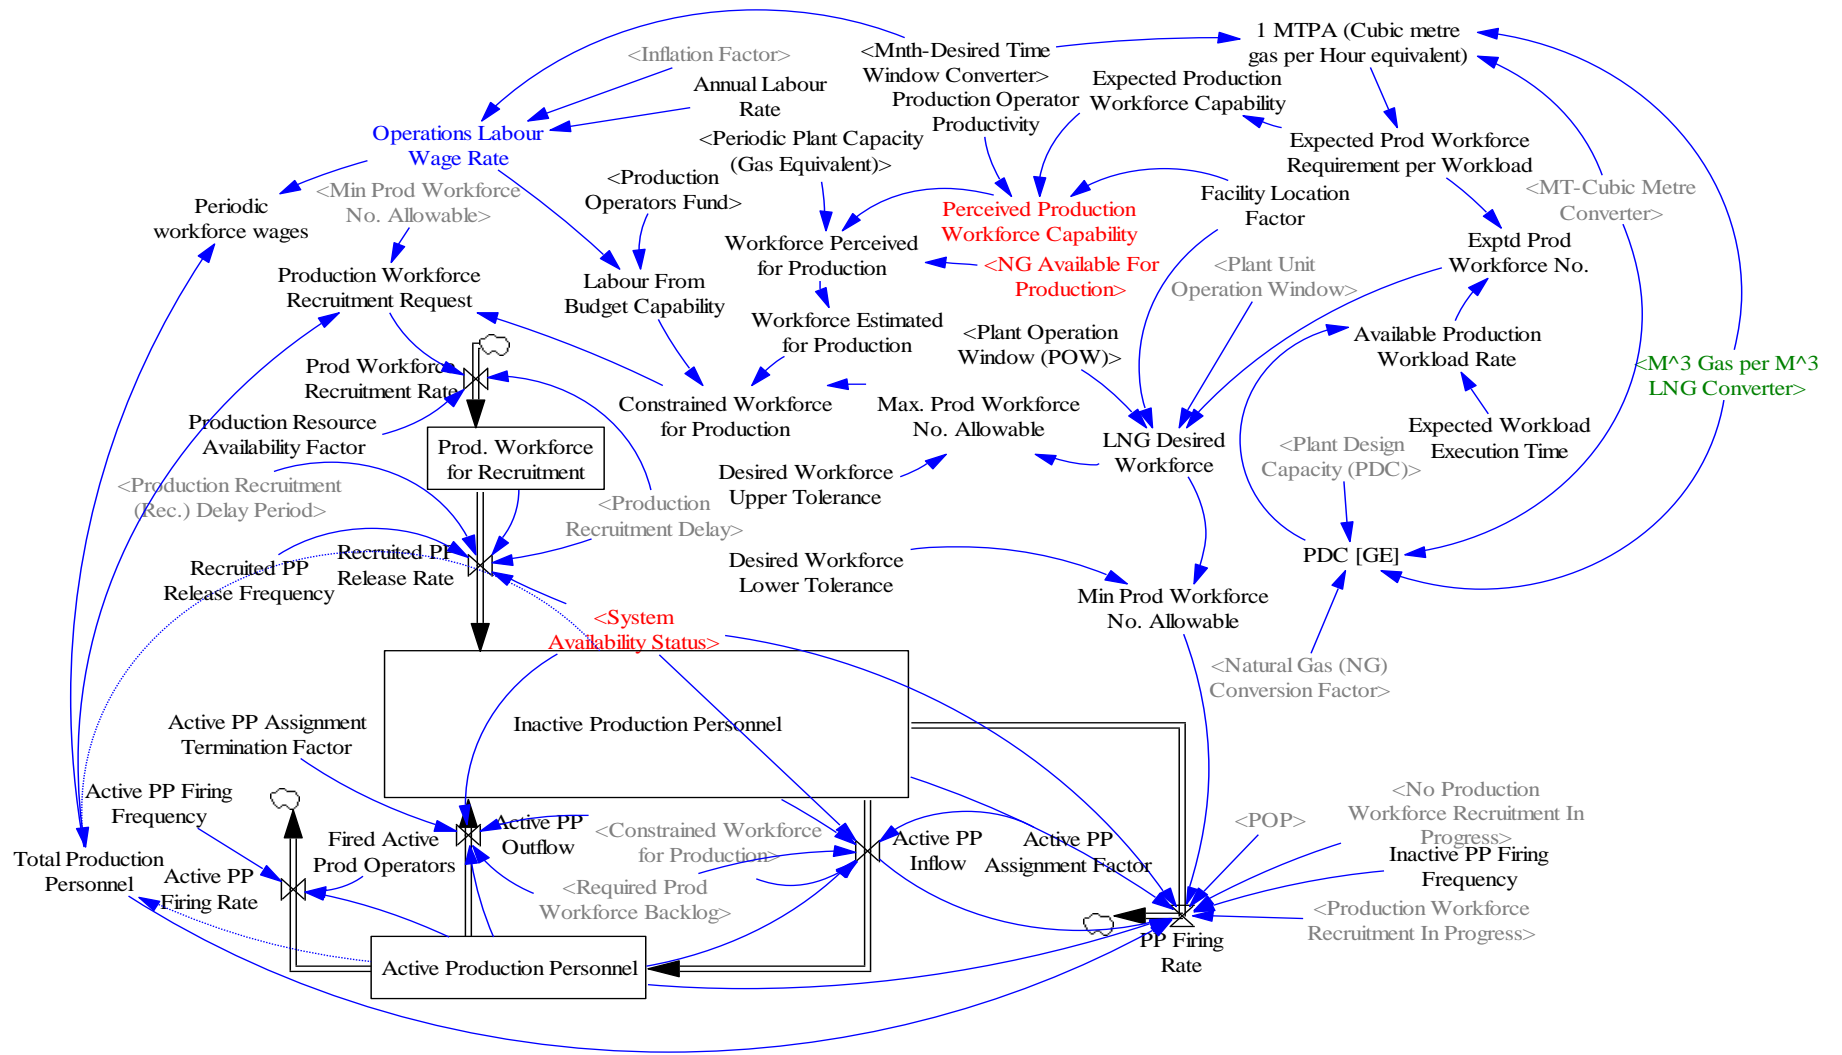 1 MTPA (Cubic metre
gas per Hour equivalent)
<Inflation Factor>
<Mnth-Desired Time
Window Converter>
Annual Labour
Rate
Expected Production
Workforce Capability
Production Operator
Productivity
Operations Labour
Wage Rate
<Periodic Plant Capacity
(Gas Equivalent)>
Expected Prod Workforce
Requirement per Workload
<Min Prod Workforce
No. Allowable>
<Production
Operators Fund>
Periodic
workforce wages
Perceived Production
Workforce Capability
Facility Location
Factor
<MT-Cubic Metre
Converter>
Workforce Perceived
for Production
Exptd Prod
Workforce No.
Production Workforce
Recruitment Request
Labour From
Budget Capability
<NG Available For
Production>
<Plant Unit
Operation Window>
Workforce Estimated
for Production
<Plant Operation
Window (POW)>
Available Production
Workload Rate
<M^3 Gas per M^3
LNG Converter>
Prod Workforce
Recruitment Rate
Constrained Workforce
for Production
Max. Prod Workforce
No. Allowable
Production Resource
Availability Factor
Prod. Workforce
for Recruitment
LNG Desired
Workforce
Expected Workload
Execution Time
<Plant Design
Capacity (PDC)>
Desired Workforce
Upper Tolerance
<Production Recruitment
(Rec.) Delay Period>
<Production
Recruitment Delay>
Recruited PP
Release Rate
Recruited PP
Release Frequency
Desired Workforce
Lower Tolerance
PDC [GE]
Min Prod Workforce
No. Allowable
<System
Availability Status>
<Natural Gas (NG)
Conversion Factor>
Inactive Production Personnel
Active PP Assignment
Termination Factor
Active PP Firing
Frequency
<No Production
Workforce Recruitment In
Progress>
<POP>
Fired Active
Prod Operators
Active PP
Outflow
<Constrained Workforce
for Production>
Active PP
Inflow
Active PP
Assignment Factor
Inactive PP Firing
Frequency
Total Production
Personnel
Active PP
Firing Rate
<Required Prod
Workforce Backlog>
<Production Workforce
Recruitment In Progress>
PP Firing
Rate
Active Production Personnel